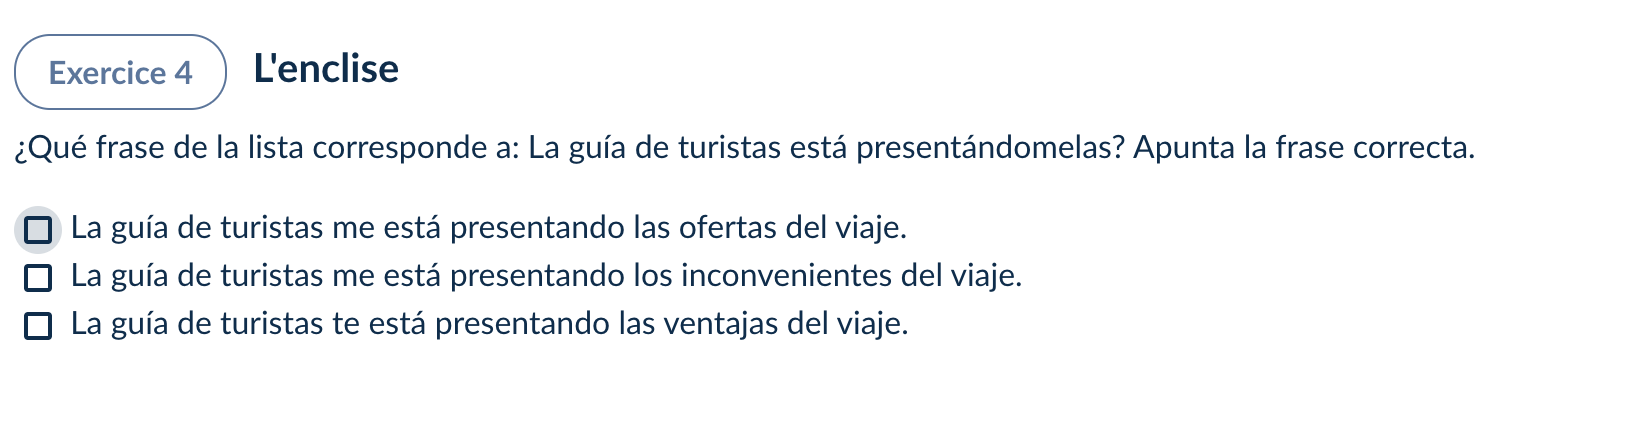 Exercice 4 L'enclise
¿Qué frase de la lista corresponde a: La guía de turistas está presentándomelas? Apunta la frase correcta.
La guía de turistas me está presentando las ofertas del viaje.
La guía de turistas me está presentando los inconvenientes del viaje.
La guía de turistas te está presentando las ventajas del viaje.